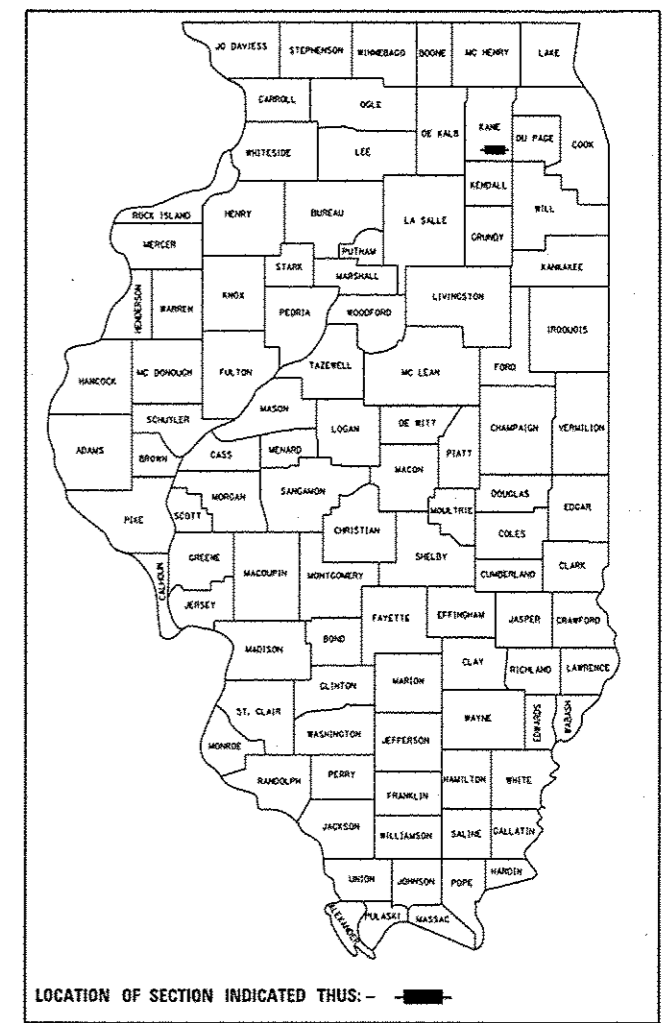 JO DAVIESS STEPHENSON WINNEBAGO BOONE MC HENRY LAKE
CARROLL OGLE DE KALB KANE DU PAGE COOK
WHITESIDE LEE
KENDALL
ROCK ISLAND HENRY BUREAU LA SALLE GRUNDY WILL
MERCER PUTNAM
STARK MARSHALL KANKAKEE
HENDERSON WARREN KNOX PEORIA WOODFORD LIVINGSTON IROQUOIS
HANCOCK MC DONOUGH FULTON TAZEWELL MC LEAN FORD
SCHUYLER MASON LOGAN DE WITT CHAMPAIGN VERMILION
ADAMS BROWN CASS MENARD MACON PIATT
PIKE SCOTT MORGAN SANGAMON MOULTRIE DOUGLAS EDGAR
CHRISTIAN COLES
CALHOUN GREENE MACOUPIN MONTGOMERY SHELBY CUMBERLAND CLARK
JERSEY FAYETTE EFFINGHAM JASPER CRAWFORD
MADISON BOND CLAY RICHLAND LAWRENCE
CLINTON MARION
ST. CLAIR WASHINGTON JEFFERSON WAYNE EDWARDS WABASH
MONROE
RANDOLPH PERRY FRANKLIN HAMILTON WHITE
JACKSON WILLIAMSON SALINE GALLATIN
UNION JOHNSON POPE HARDIN
ALEXANDER PULASKI MASSAC
LOCATION OF SECTION INDICATED THUS: -